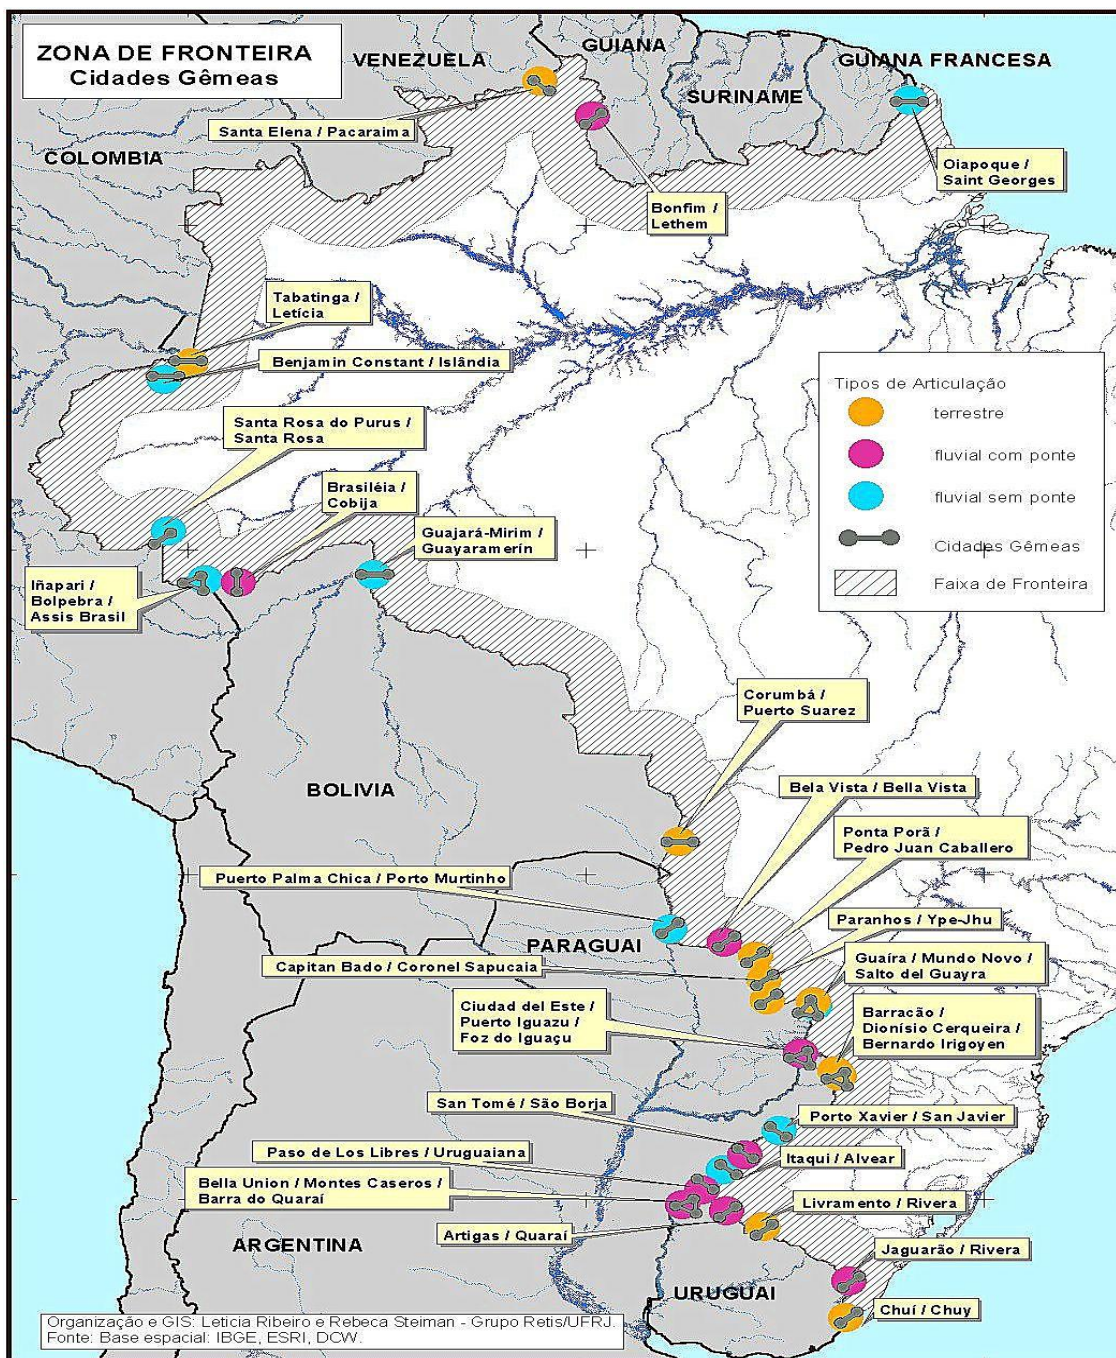 ZONA DE FRONTEIRA
Cidades Gêmeas
VENEZUELA
GUIANA
GUIANA FRANCESA
SURINAME
COLOMBIA
Santa Elena / Pacaraima
Oiapoque /
Saint Georges
Bonfim /
Lethem
Tabatinga /
Letícia
Benjamin Constant / Islândia
Tipos de Articulação
terrestre
fluvial com ponte
fluvial sem ponte
Cidades Gêmeas
Faixa de Fronteira
Santa Rosa do Purus /
Santa Rosa
Brasiléia /
Cobija
Guajará-Mirim /
Guayaramerín
Iñapari /
Bolpebra /
Assis Brasil
Corumbá /
Puerto Suarez
BOLIVIA
Bela Vista / Bella Vista
Ponta Porã /
Pedro Juan Caballero
Puerto Palma Chica / Porto Murtinho
Paranhos / Ype-Jhu
PARAGUAI
Capitan Bado / Coronel Sapucaia
Guaíra / Mundo Novo /
Salto del Guayra
Ciudad del Este /
Puerto Iguazu /
Foz do Iguaçu
Barracão /
Dionísio Cerqueira /
Bernardo Irigoyen
San Tomé / São Borja
Porto Xavier / San Javier
Paso de Los Libres / Uruguaiana
Itaqui / Alvear
Bella Union / Montes Caseros /
Barra do Quaraí
Livramento / Rivera
Artigas / Quaraí
ARGENTINA
Jaguarão / Rivera
URUGUAI
Chuí / Chuy
Organização e GIS: Leticia Ribeiro e Rebeca Steiman - Grupo Retis/UFRJ.
Fonte: Base espacial: IBGE, ESRI, DCW.